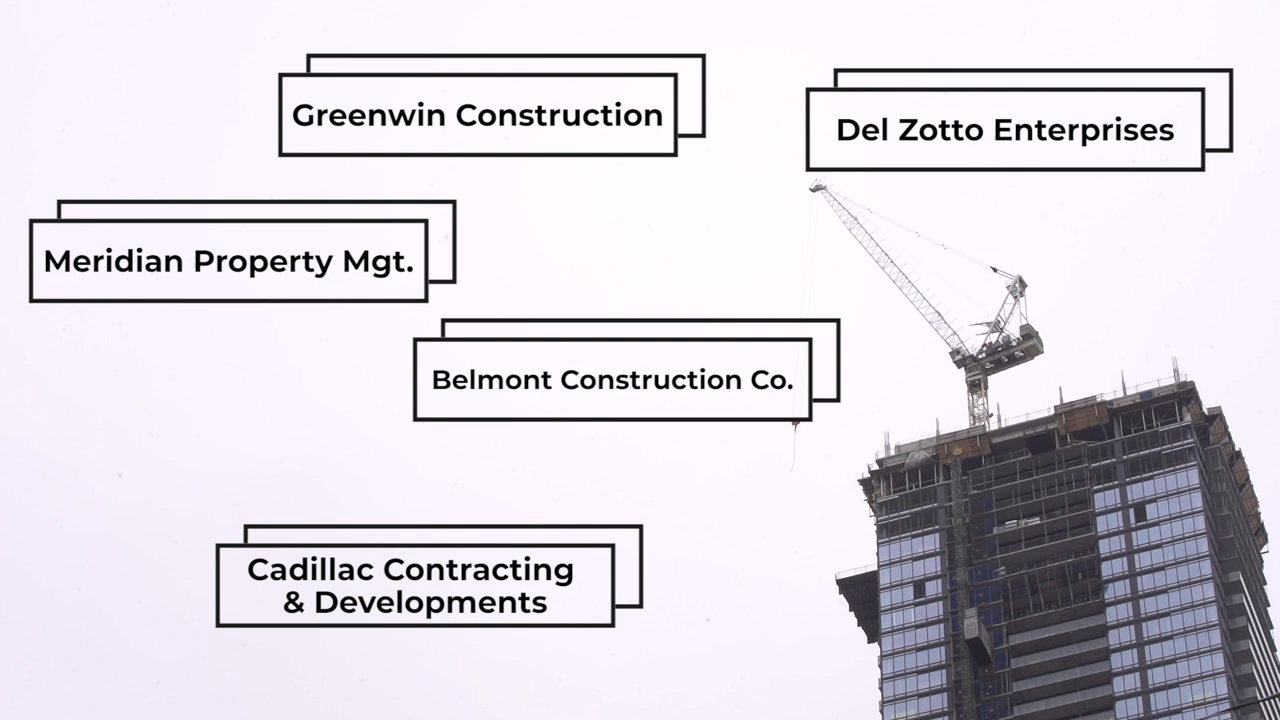 Greenwin Construction
Del Zotto Enterprises
Meridian Property Mgt.
Belmont Construction Co.
Cadillac Contracting
& Developments